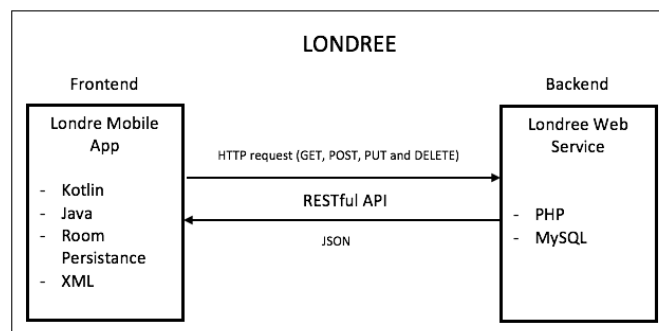 LONDREE
Frontend
Backend
Londre Mobile
App
- Kotlin
- Java
- Room
Persistance
- XML
HTTP request (GET, POST, PUT and DELETE)
RESTful API
JSON
Londree Web
Service
- PHP
- MySQL